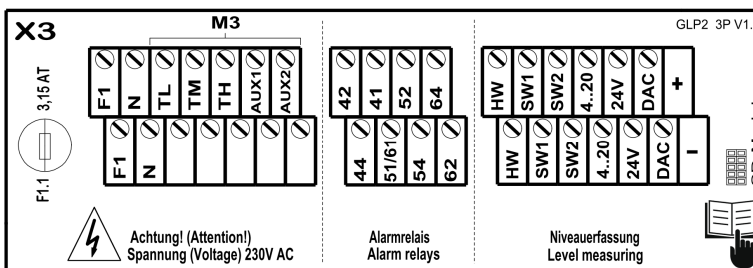 X3
M3
GLP2 3P V1.
F1.1 3,15 AT
F1 N TL TM TH AUX1 AUX2
F1 N
42 41 52 64
44 51/61 54 62
HW SW1 SW2 4..20 24V DAC +
HW SW1 SW2 4..20 24V DAC -
Achtung! (Attention!)
Spannung (Voltage) 230V AC
Alarmrelais
Alarm relays
Niveauerfassung
Level measuring